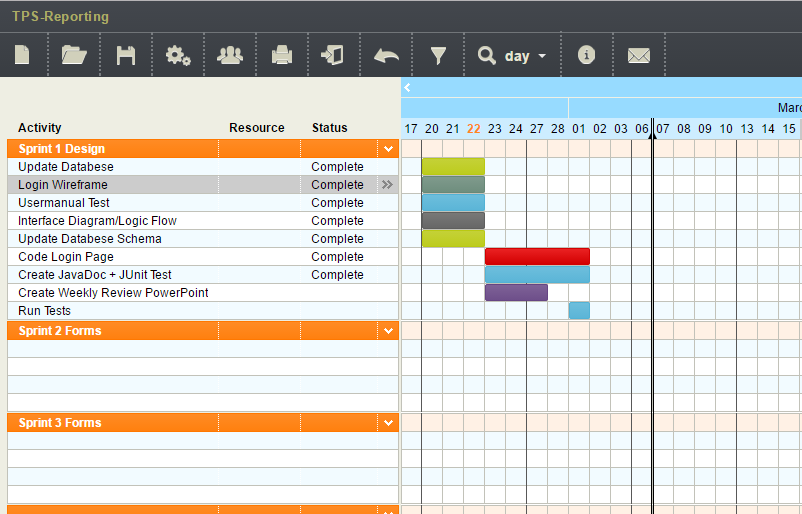 TPS-Reporting
day
Marc
Activity Resource Status 17 20 21 22 23 24 27 28 01 02 03 06 07 08 09 10 13 14 15
Sprint 1 Design
Update Databese Complete
Login Wireframe Complete
Usermanual Test Complete
Interface Diagram/Logic Flow Complete
Update Databese Schema Complete
Code Login Page Complete
Create JavaDoc + JUnit Test Complete
Create Weekly Review PowerPoint
Run Tests
Sprint 2 Forms
Sprint 3 Forms